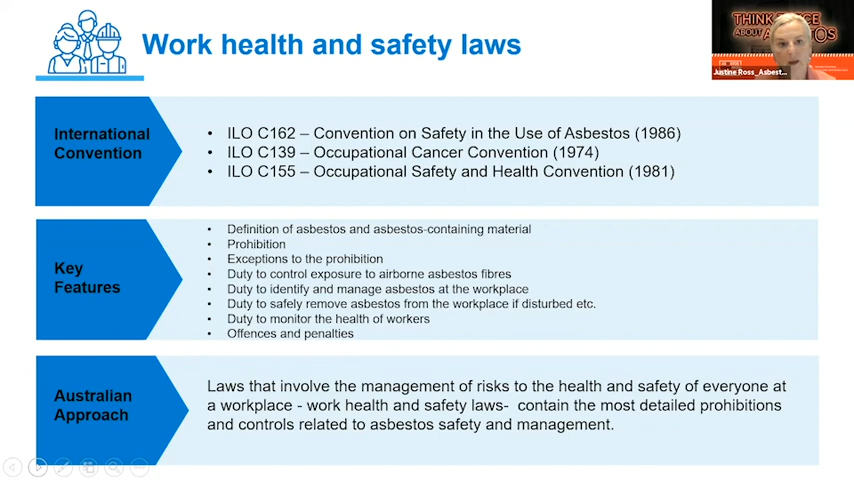 Work health and safety laws
THINK TWICE
ABOUT ASBESTOS
Justine Ross_Asbest...
International
Convention
• ILO C162 – Convention on Safety in the Use of Asbestos (1986)
• ILO C139 – Occupational Cancer Convention (1974)
• ILO C155 – Occupational Safety and Health Convention (1981)
Key
Features
• Definition of asbestos and asbestos-containing material
• Prohibition
• Exceptions to the prohibition
• Duty to control exposure to airborne asbestos fibres
• Duty to identify and manage asbestos at the workplace
• Duty to safely remove asbestos from the workplace if disturbed etc.
• Duty to monitor the health of workers
• Offences and penalties
Australian
Approach
Laws that involve the management of risks to the health and safety of everyone at
a workplace - work health and safety laws- contain the most detailed prohibitions
and controls related to asbestos safety and management.